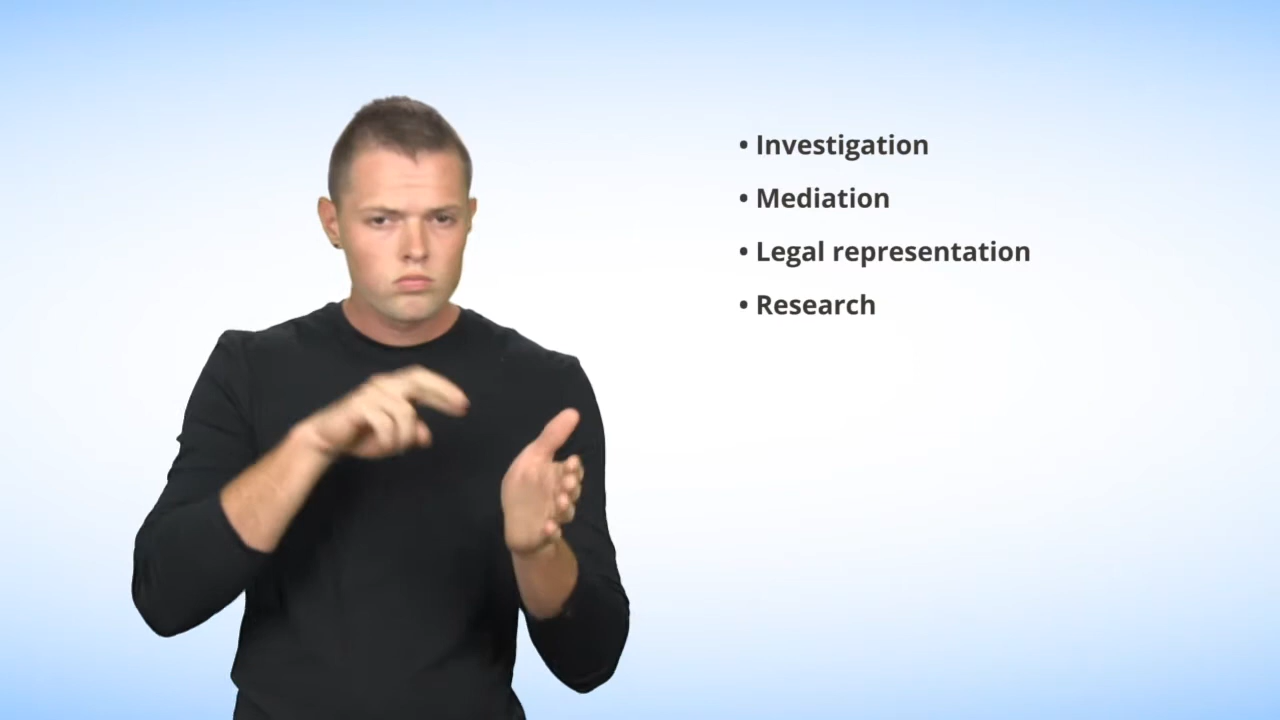 • Investigation
• Mediation
• Legal representation
• Research